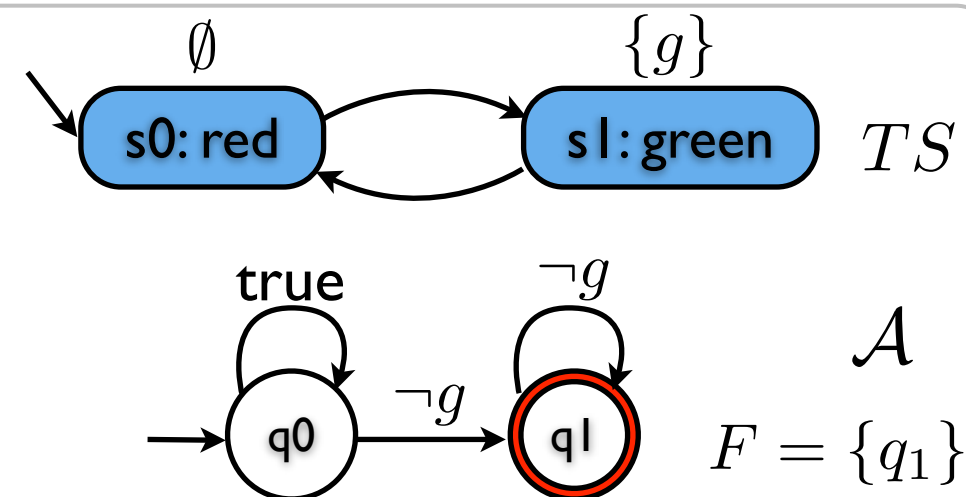 ∅ {g}
s0: red s1: green TS
true ¬g
𝒜
¬g
q0 q1 F = {q₁}